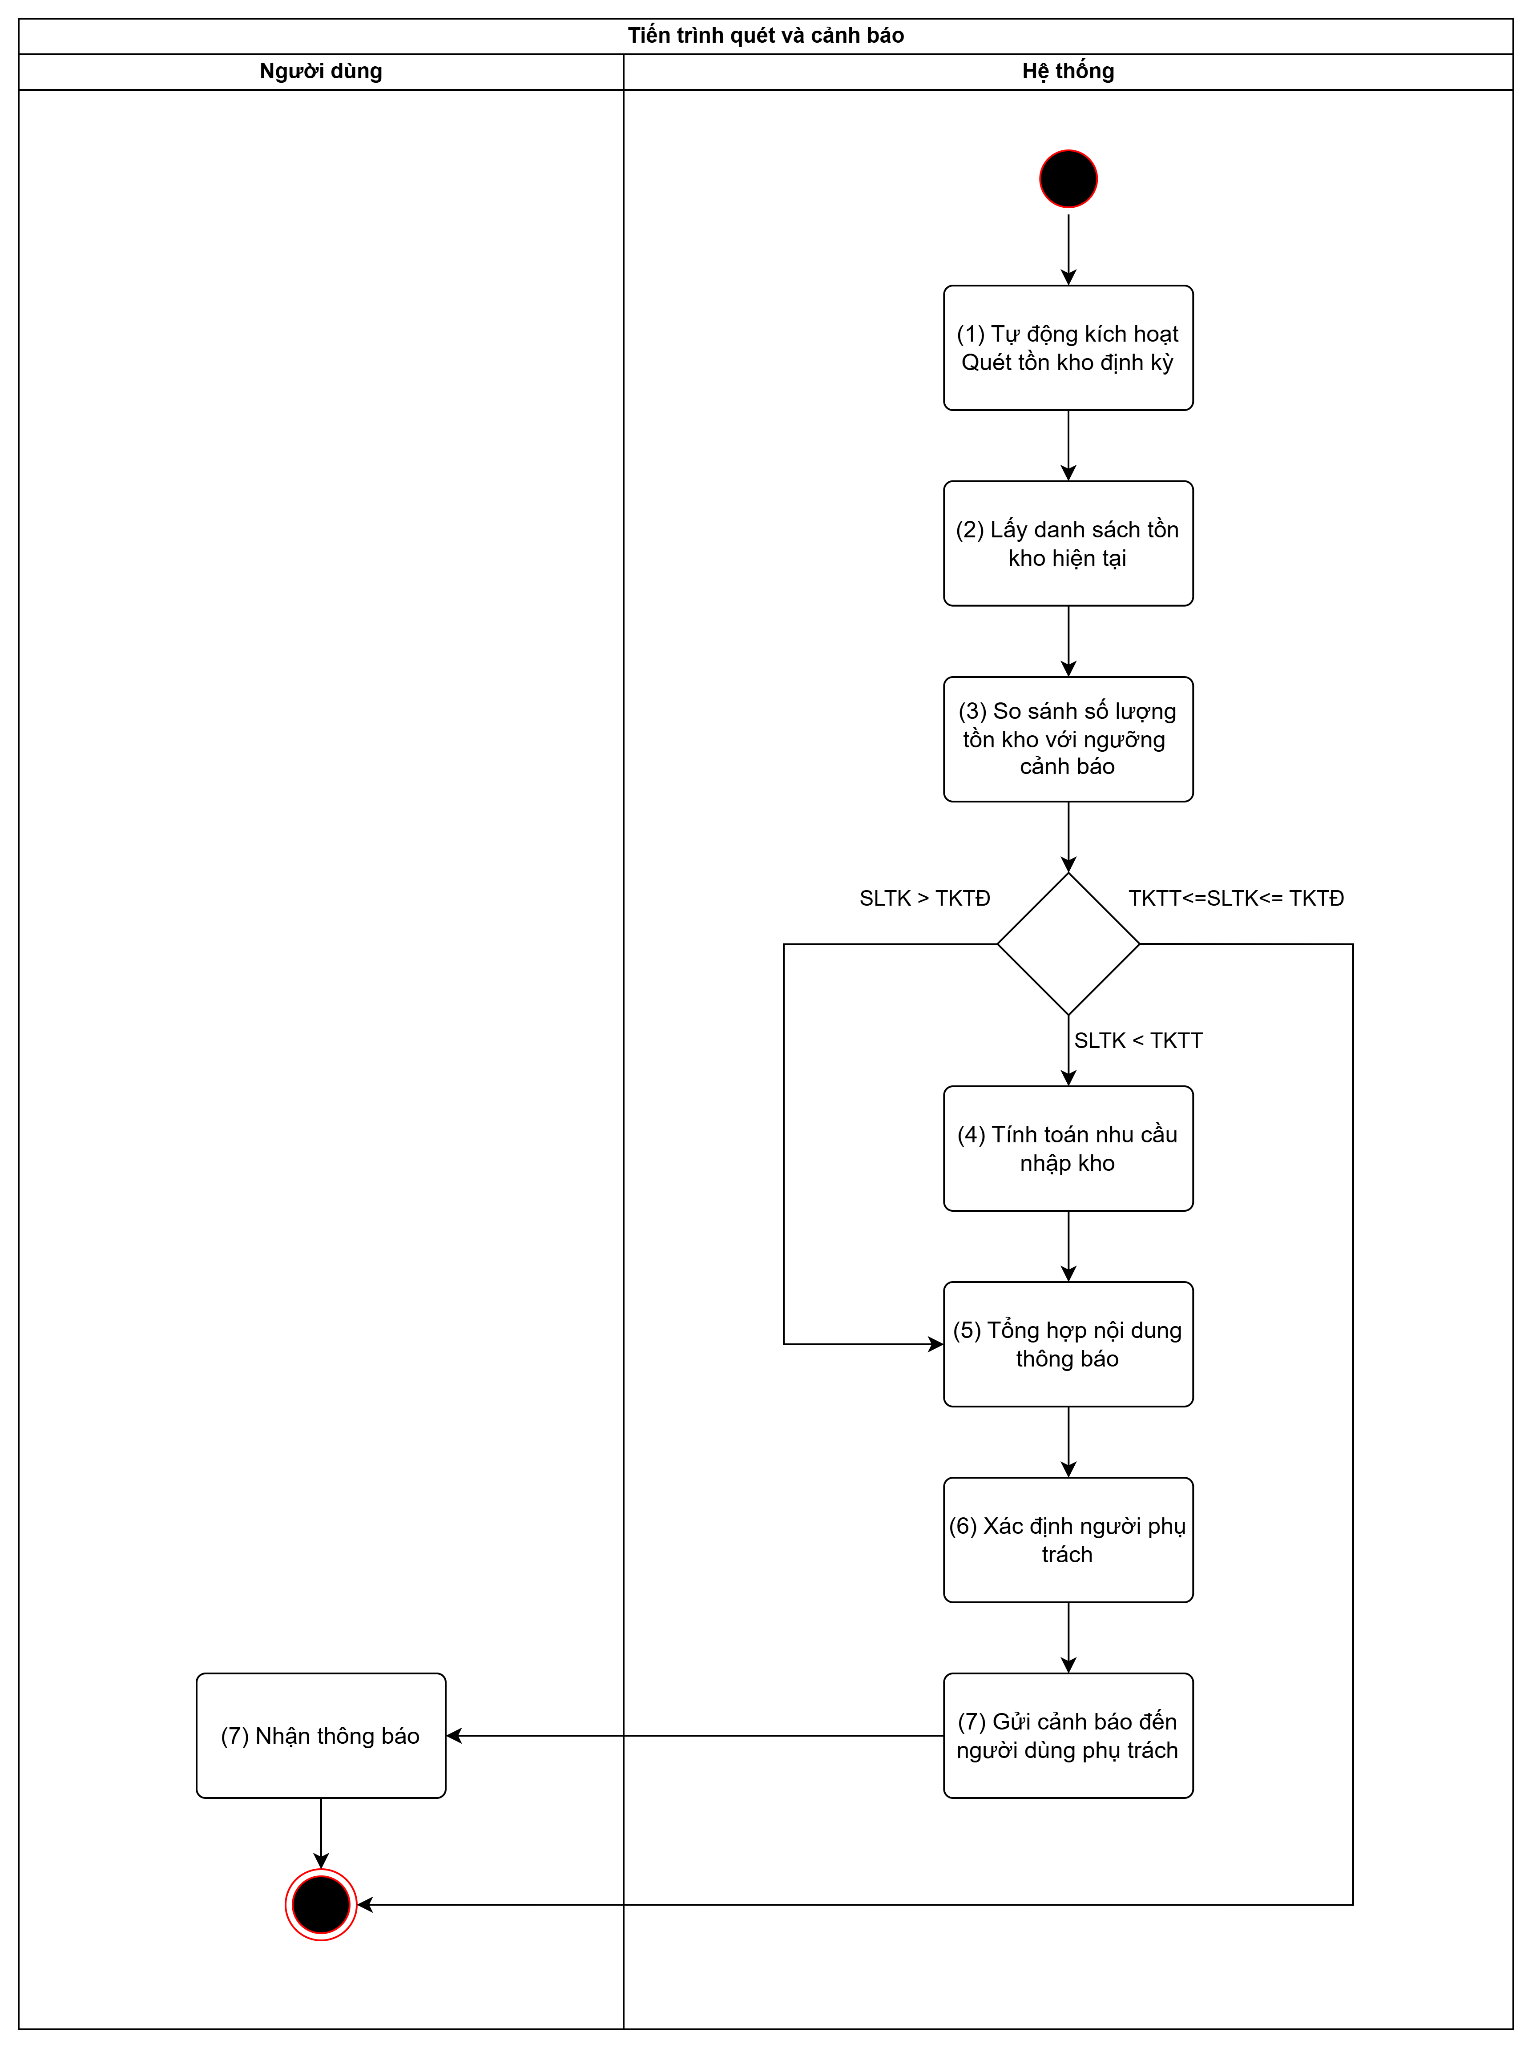 Tiến trình quét và cảnh báo
Người dùng
Hệ thống
(1) Tự động kích hoạt
Quét tồn kho định kỳ
(2) Lấy danh sách tồn
kho hiện tại
(3) So sánh số lượng
tồn kho với ngưỡng
cảnh báo
SLTK > TKTĐ
TKTT<=SLTK<= TKTĐ
SLTK < TKTT
(4) Tính toán nhu cầu
nhập kho
(5) Tổng hợp nội dung
thông báo
(6) Xác định người phụ
trách
(7) Nhận thông báo
(7) Gửi cảnh báo đến
người dùng phụ trách